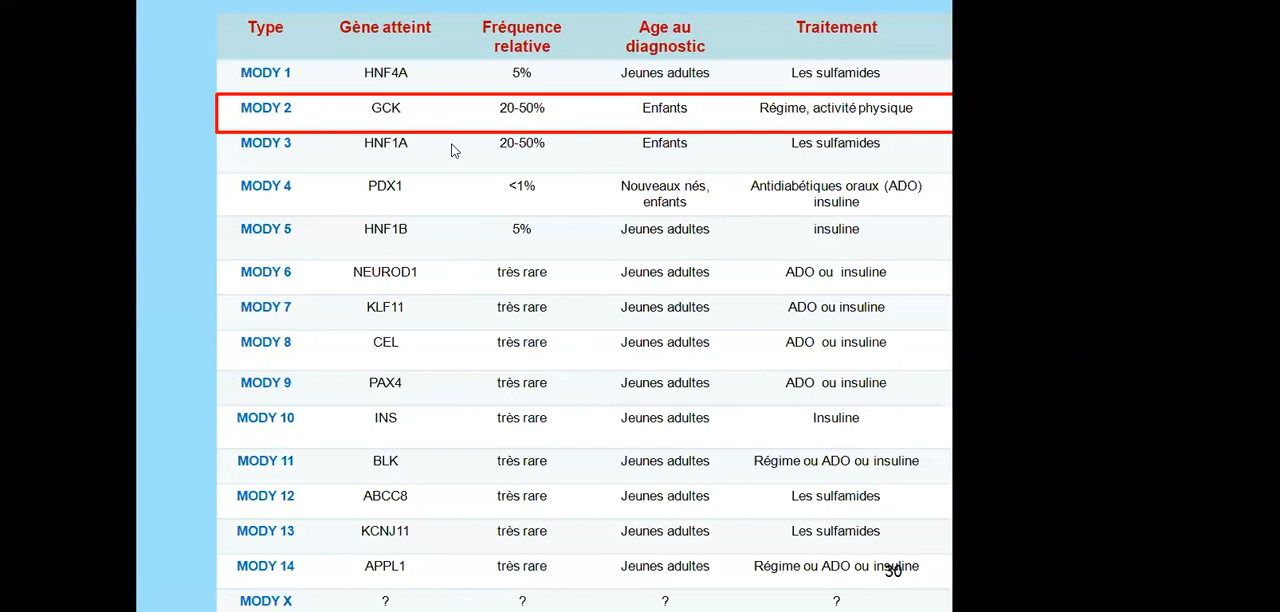 Type Gène atteint Fréquence relative Age au diagnostic Traitement
MODY 1 HNF4A 5% Jeunes adultes Les sulfamides
MODY 2 GCK 20-50% Enfants Régime, activité physique
MODY 3 HNF1A 20-50% Enfants Les sulfamides
MODY 4 PDX1 <1% Nouveaux nés, enfants Antidiabétiques oraux (ADO) insuline
MODY 5 HNF1B 5% Jeunes adultes insuline
MODY 6 NEUROD1 très rare Jeunes adultes ADO ou insuline
MODY 7 KLF11 très rare Jeunes adultes ADO ou insuline
MODY 8 CEL très rare Jeunes adultes ADO ou insuline
MODY 9 PAX4 très rare Jeunes adultes ADO ou insuline
MODY 10 INS très rare Jeunes adultes Insuline
MODY 11 BLK très rare Jeunes adultes Régime ou ADO ou insuline
MODY 12 ABCC8 très rare Jeunes adultes Les sulfamides
MODY 13 KCNJ11 très rare Jeunes adultes Les sulfamides
MODY 14 APPL1 très rare Jeunes adultes Régime ou ADO ou insuline
30
MODY X ? ? ? ?